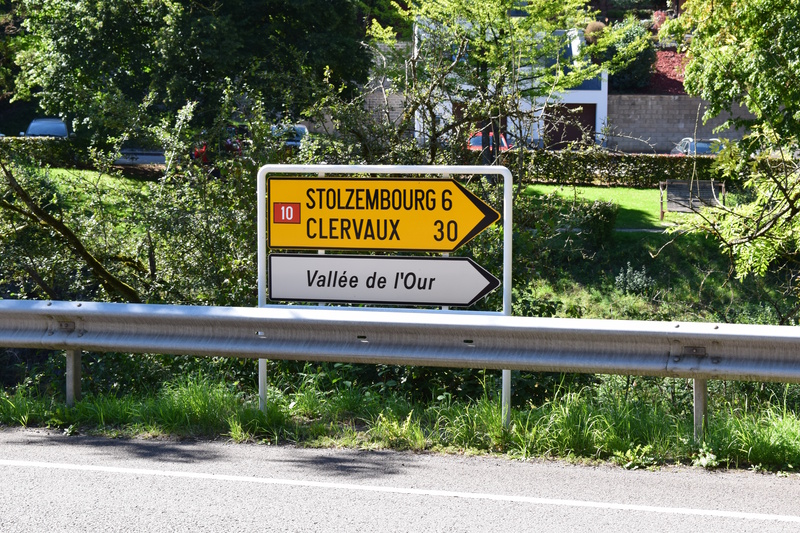 10 STOLZEMBOURG 6
CLERVAUX 30
Vallée de l'Our